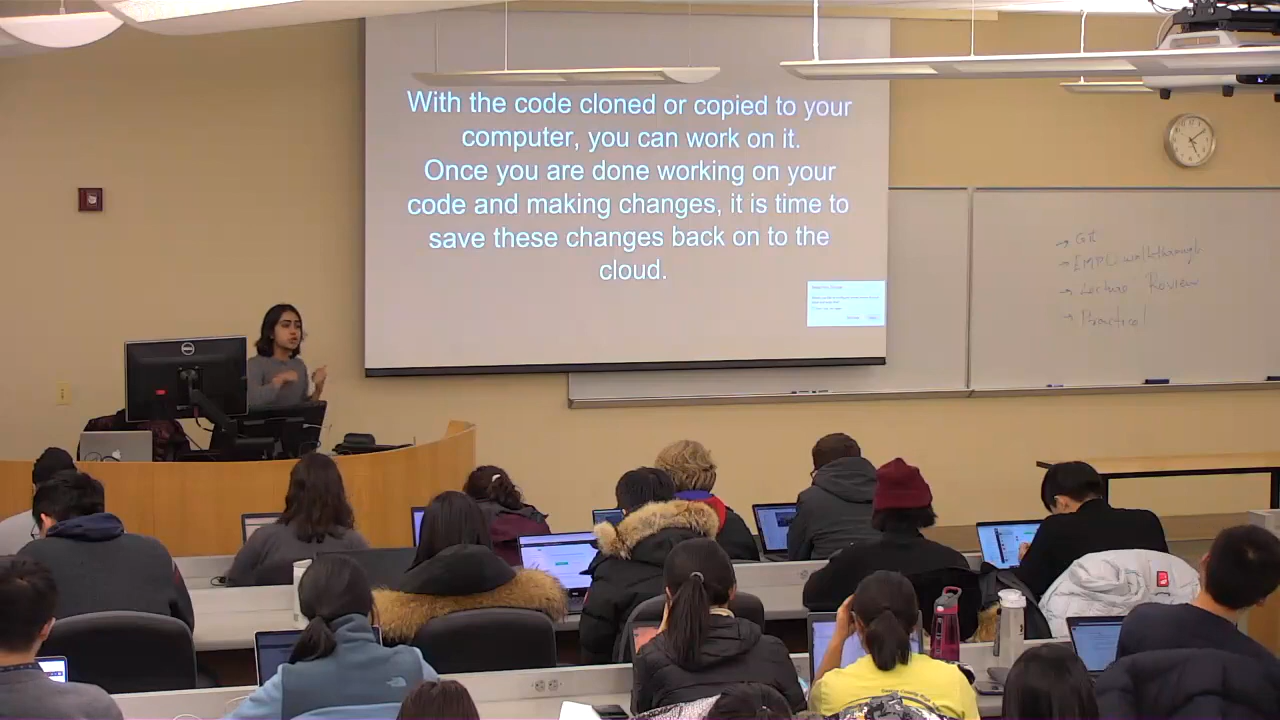 With the code cloned or copied to your
computer, you can work on it.
Once you are done working on your
code and making changes, it is time to
save these changes back on to the
cloud.
→ Git
→ EMPU walkthrough
→ Lecture Review
→ Practical
DELL